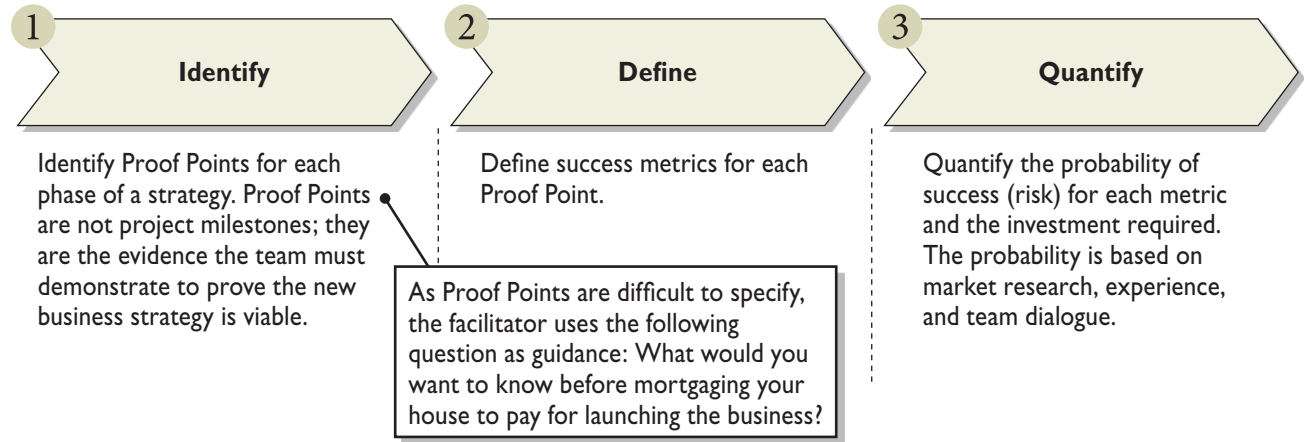 1
Identify
Identify Proof Points for each
phase of a strategy. Proof Points
are not project milestones; they
are the evidence the team must
demonstrate to prove the new
business strategy is viable.
As Proof Points are difficult to specify,
the facilitator uses the following
question as guidance: What would you
want to know before mortgaging your
house to pay for launching the business?
2
Define
Define success metrics for each
Proof Point.
3
Quantify
Quantify the probability of
success (risk) for each metric
and the investment required.
The probability is based on
market research, experience,
and team dialogue.